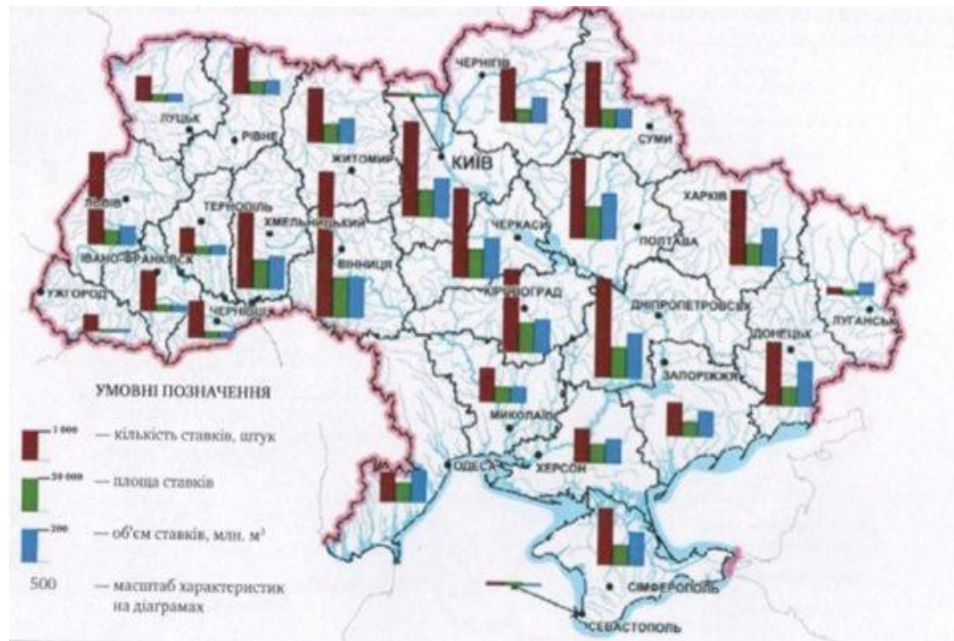 ЧЕРНІГІВ
ЛУЦЬК
РІВНЕ
СУМИ
ЖИТОМИР
КИЇВ
ЛЬВІВ
ТЕРНОПІЛЬ
ХМЕЛЬНИЦЬКИЙ
ХАРКІВ
ЧЕРКАСИ
ПОЛТАВА
ІВАНО-ФРАНКІВСК
ВІННИЦЯ
УЖГОРОД
КІРОВОГРАД
ДНІПРОПЕТРОВСЬК
ЧЕРНІВЦІ
ЛУГАНСЬК
ДОНЕЦЬК
ЗАПОРІЖЖЯ
УМОВНІ ПОЗНАЧЕННЯ
МИКОЛАЇВ
1 000 — кількість ставків, штук
ОДЕСА
ХЕРСОН
— площа ставків
200 — об'єм ставків, млн. м³
500 — масштаб характеристик
на діаграмах
СІМФЕРОПОЛЬ
СЕВАСТОПОЛЬ